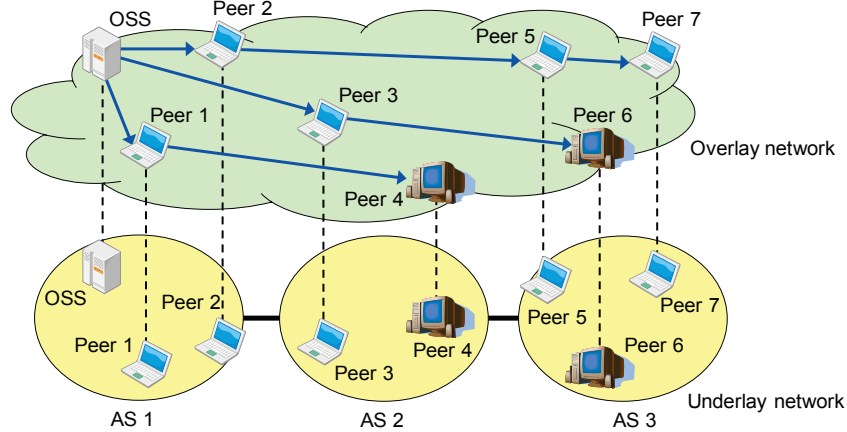 OSS
Peer 2
Peer 5
Peer 7
Peer 3
Peer 1
Peer 6
Overlay network
Peer 4
OSS
Peer 2
Peer 7
Peer 5
Peer 1
Peer 4
Peer 6
Peer 3
Underlay network
AS 1
AS 2
AS 3